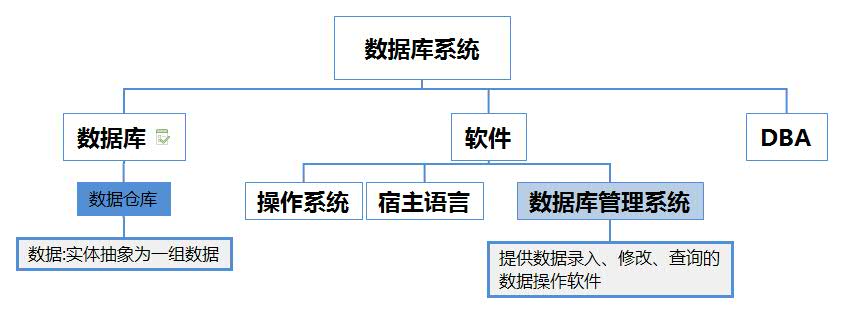 数据库系统
数据库
软件
DBA
数据仓库
操作系统
宿主语言
数据库管理系统
数据:实体抽象为一组数据
提供数据录入、修改、查询的
数据操作软件